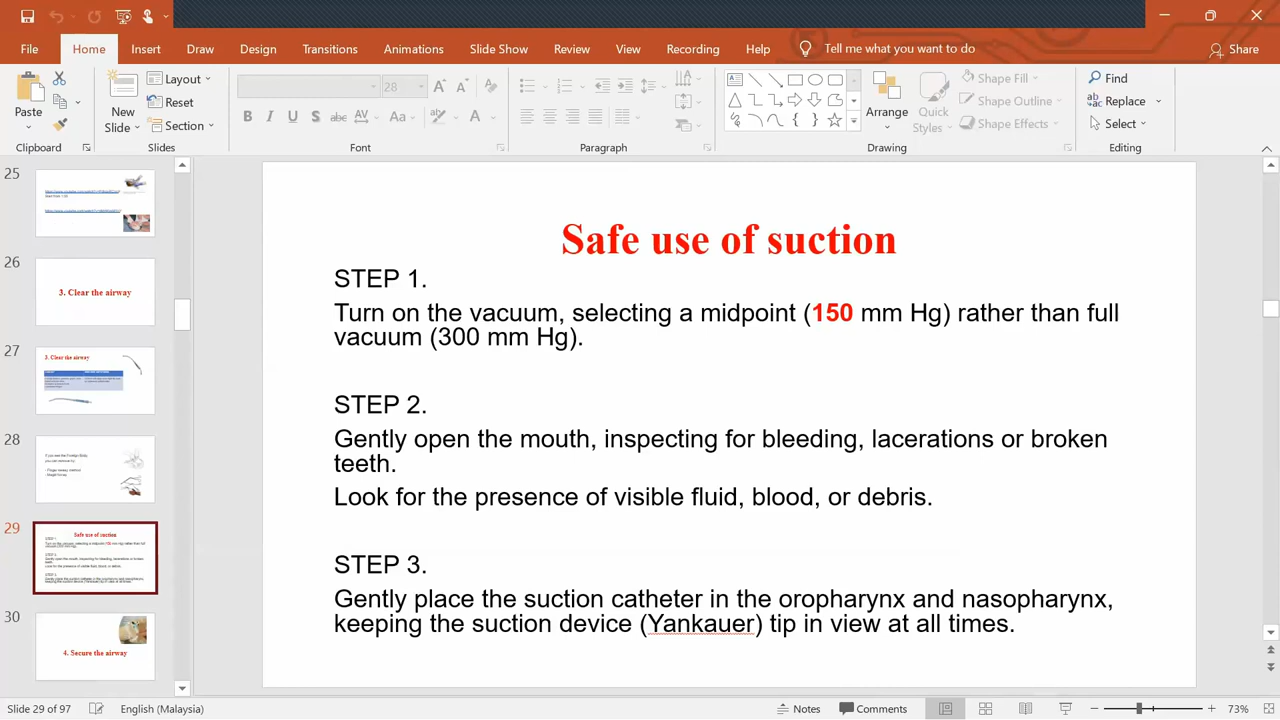 File
Home
Insert
Draw
Design
Transitions
Animations
Slide Show
Review
View
Recording
Help
Tell me what you want to do
Share
Paste
New
Slide
Layout
Reset
Section
28
Aa
Arrange
Quick
Styles
Shape Fill
Shape Outline
Shape Effects
Find
Replace
Select
Clipboard
Slides
Font
Paragraph
Drawing
Editing
25
26
3. Clear the airway
27
3. Clear the airway
28
29
Safe use of suction
30
4. Secure the airway
Safe use of suction
STEP 1.
Turn on the vacuum, selecting a midpoint (150 mm Hg) rather than full
vacuum (300 mm Hg).
STEP 2.
Gently open the mouth, inspecting for bleeding, lacerations or broken
teeth.
Look for the presence of visible fluid, blood, or debris.
STEP 3.
Gently place the suction catheter in the oropharynx and nasopharynx,
keeping the suction device (Yankauer) tip in view at all times.
Slide 29 of 97
English (Malaysia)
Notes
Comments
73%